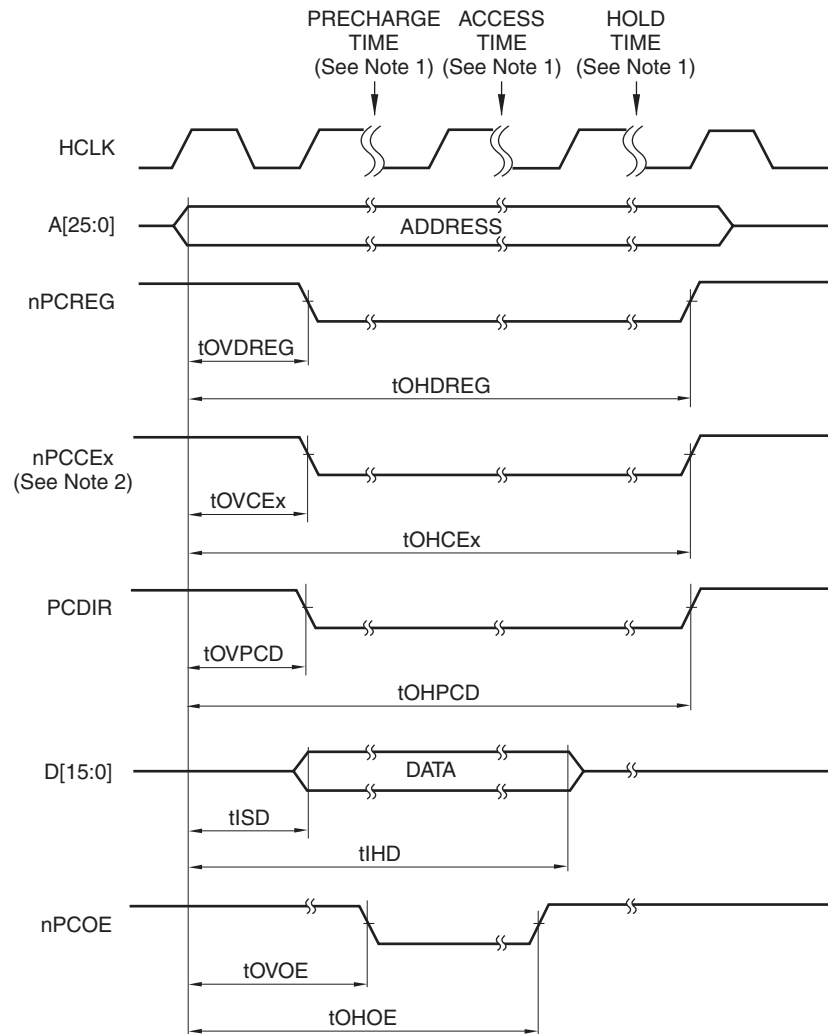 PRECHARGE
TIME
(See Note 1)
ACCESS
TIME
(See Note 1)
HOLD
TIME
(See Note 1)
HCLK
A[25:0]
ADDRESS
nPCREG
tOVDREG
tOHDREG
nPCCEx
(See Note 2)
tOVCEx
tOHCEx
PCDIR
tOVPCD
tOHPCD
D[15:0]
DATA
tISD
tIHD
nPCOE
tOVOE
tOHOE